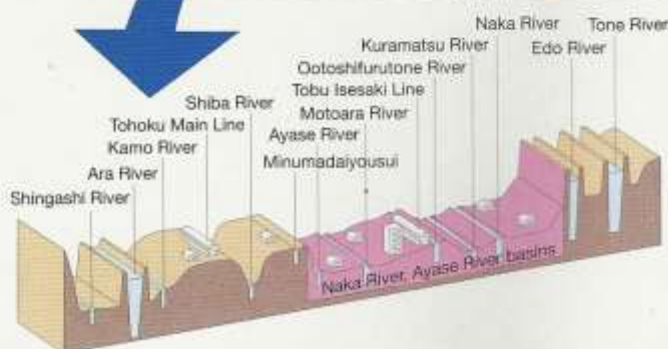 Naka River
Tone River
Kuramatsu River
Edo River
Ootoshifurutone River
Tobu Isesaki Line
Shiba River
Motoara River
Tohoku Main Line
Ayase River
Kamo River
Minumadaiyousui
Ara River
Shingashi River
Naka River, Ayase River basins